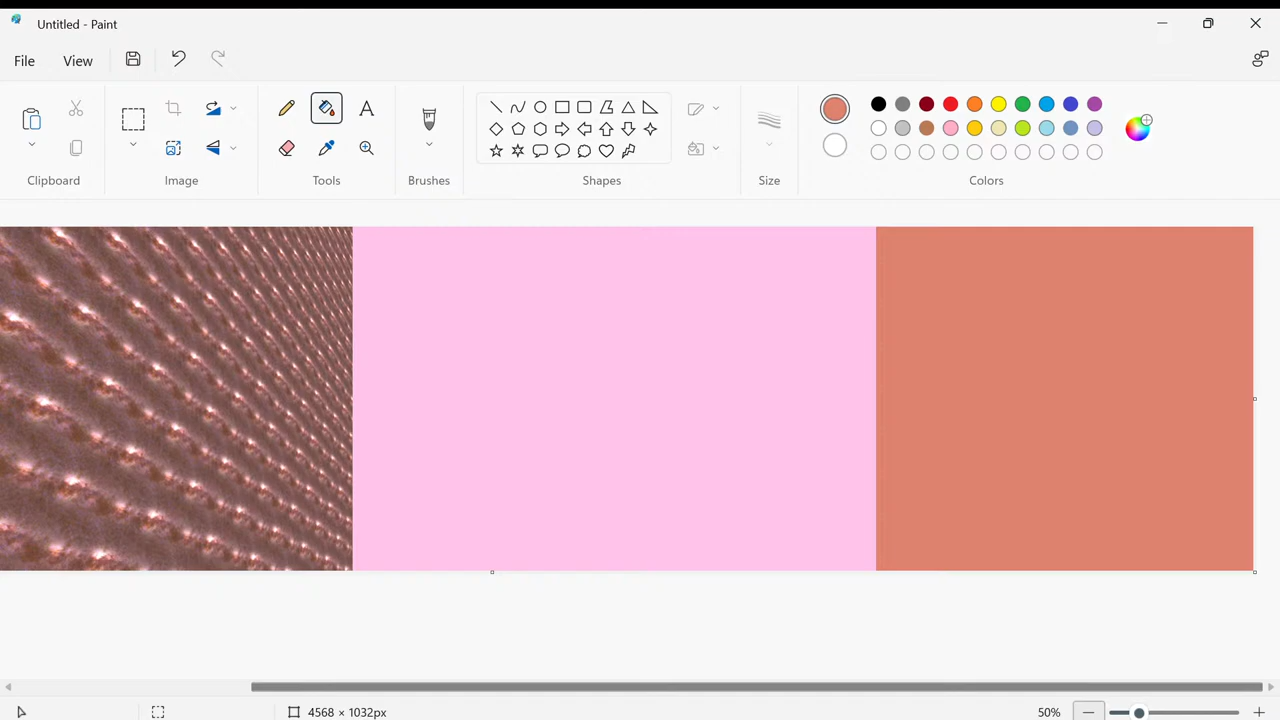 Untitled - Paint
File View
A
Clipboard Image Tools Brushes Shapes Size Colors
4568 × 1032px 50%